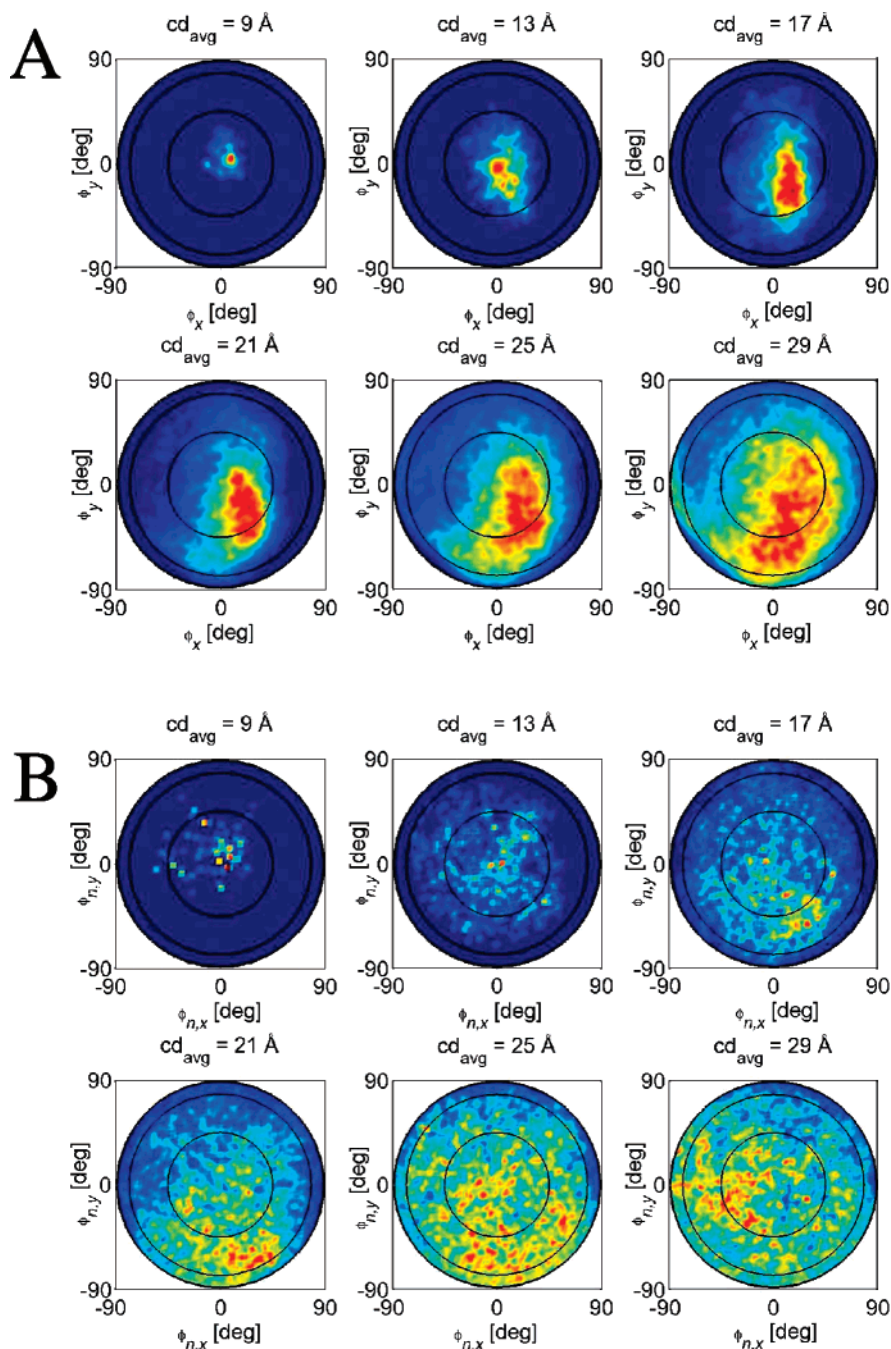 A
cd_avg = 9 Å
cd_avg = 13 Å
cd_avg = 17 Å
90
0
-90
ϕ_y [deg]
-90 0 90
ϕ_x [deg]
90
0
-90
ϕ_y [deg]
-90 0 90
ϕ_x [deg]
90
0
-90
ϕ_y [deg]
-90 0 90
ϕ_x [deg]
cd_avg = 21 Å
cd_avg = 25 Å
cd_avg = 29 Å
90
0
-90
ϕ_y [deg]
-90 0 90
ϕ_x [deg]
90
0
-90
ϕ_y [deg]
-90 0 90
ϕ_x [deg]
90
0
-90
ϕ_y [deg]
-90 0 90
ϕ_x [deg]
B
cd_avg = 9 Å
cd_avg = 13 Å
cd_avg = 17 Å
90
0
-90
ϕ_n,y [deg]
-90 0 90
ϕ_n,x [deg]
90
0
-90
ϕ_n,y [deg]
-90 0 90
ϕ_n,x [deg]
90
0
-90
ϕ_n,y [deg]
-90 0 90
ϕ_n,x [deg]
cd_avg = 21 Å
cd_avg = 25 Å
cd_avg = 29 Å
90
0
-90
ϕ_n,y [deg]
-90 0 90
ϕ_n,x [deg]
90
0
-90
ϕ_n,y [deg]
-90 0 90
ϕ_n,x [deg]
90
0
-90
ϕ_n,y [deg]
-90 0 90
ϕ_n,x [deg]